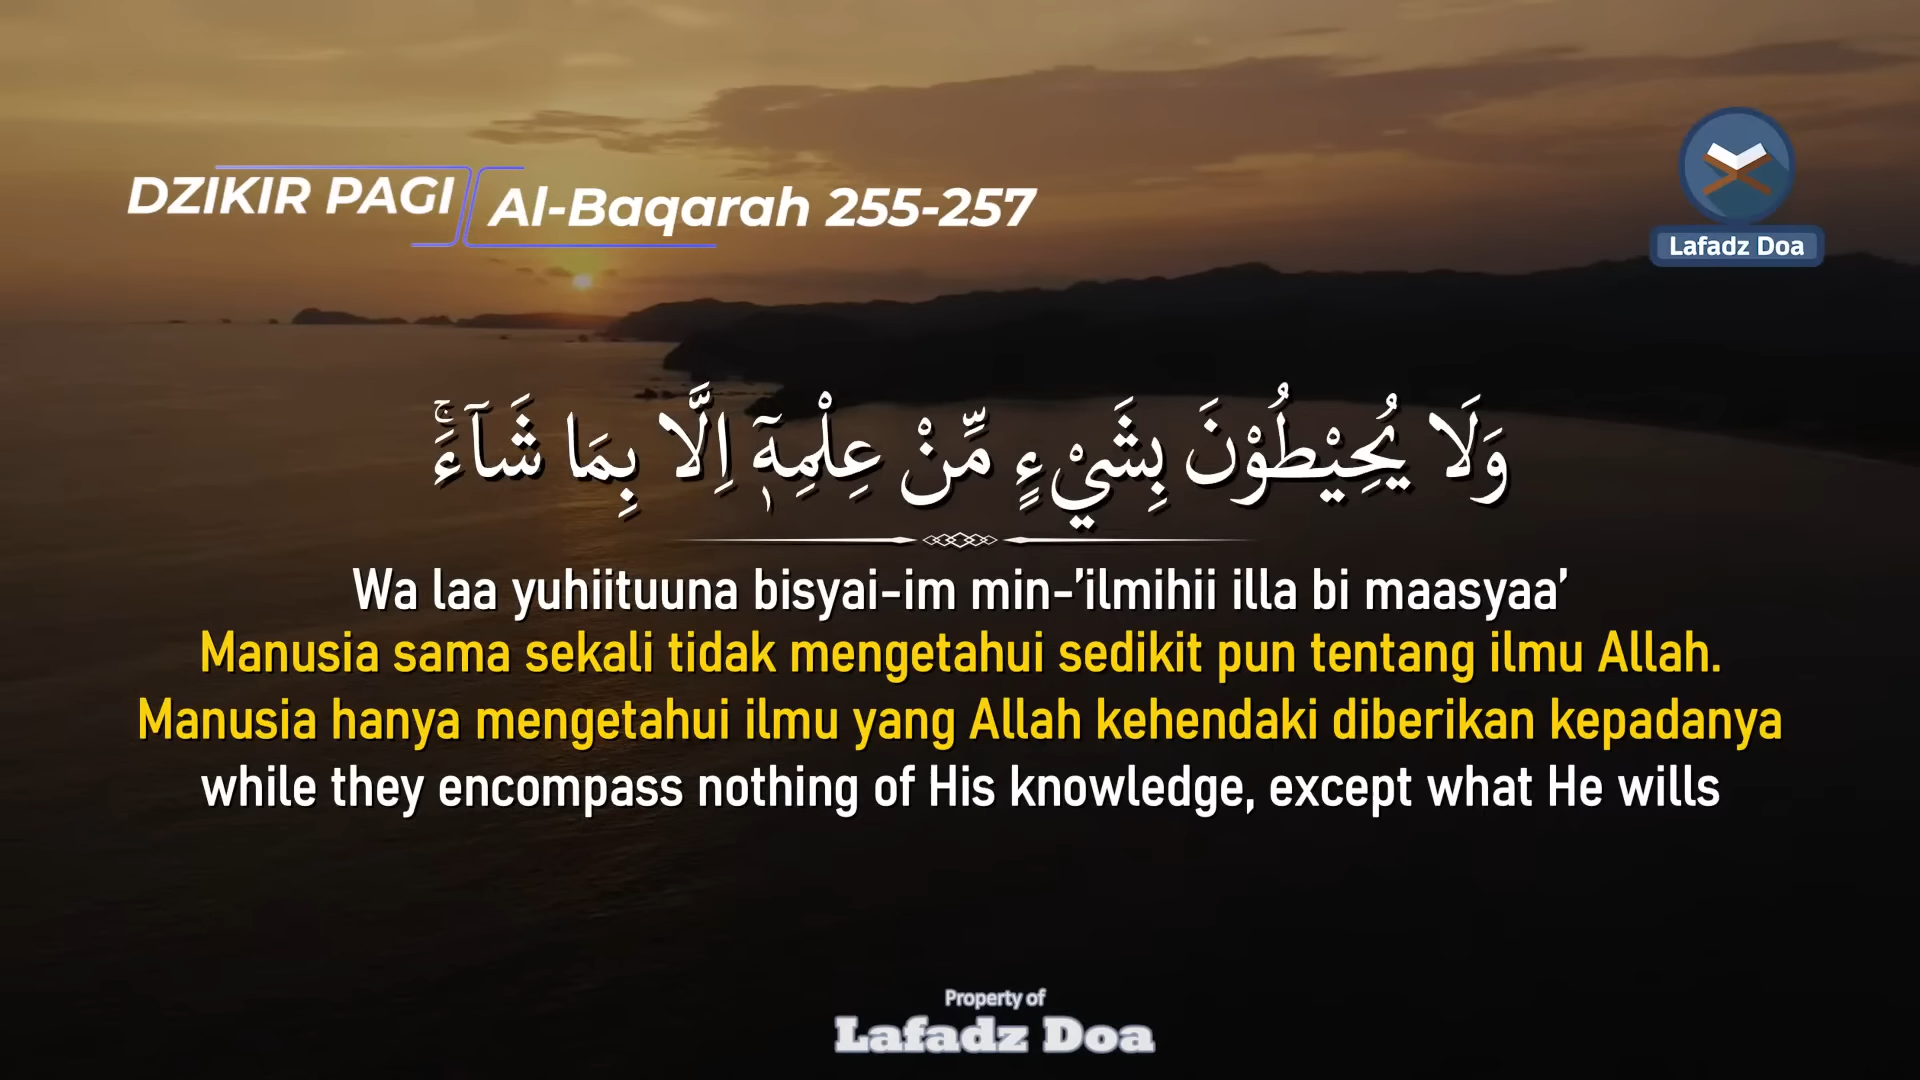 DZIKIR PAGI
Al-Baqarah 255-257
Lafadz Doa
وَلَا يُحِيْطُوْنَ بِشَيْءٍ مِّنْ عِلْمِهٖٓ اِلَّا بِمَا شَاۤءَۚ
Wa laa yuhiituuna bisyai-im min-’ilmihii illa bi maasyaa’
Manusia sama sekali tidak mengetahui sedikit pun tentang ilmu Allah.
Manusia hanya mengetahui ilmu yang Allah kehendaki diberikan kepadanya
while they encompass nothing of His knowledge, except what He wills
Property of
Lafadz Doa